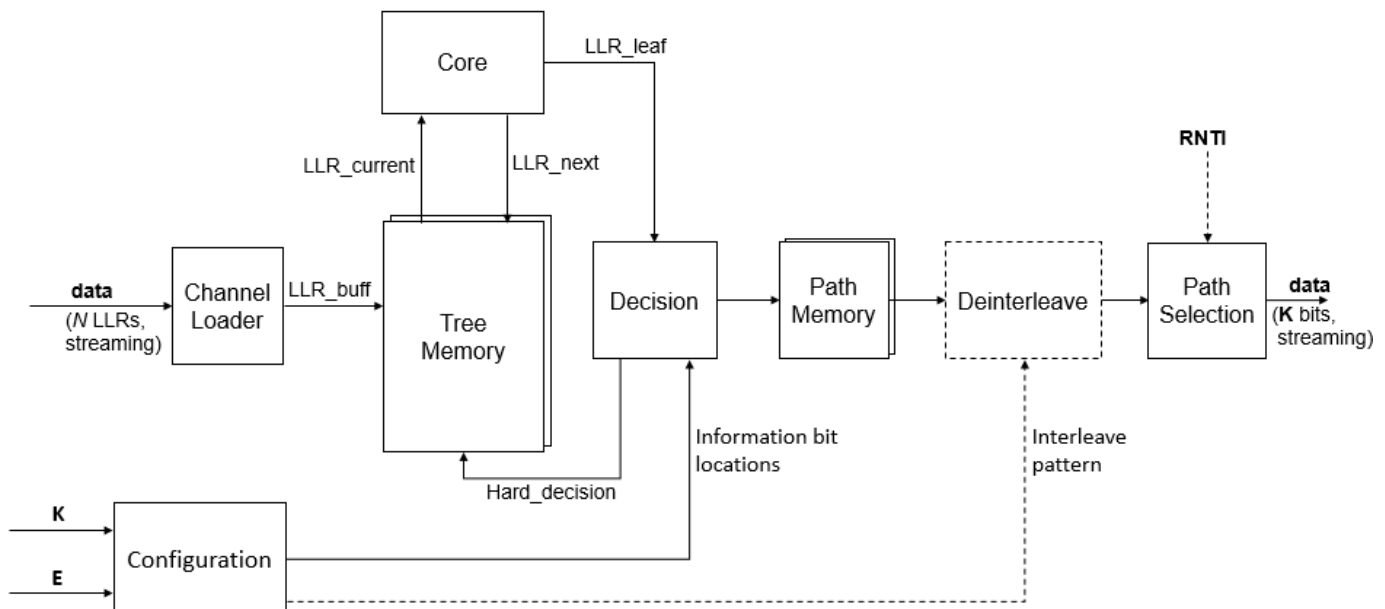 Core
LLR_leaf
LLR_current
LLR_next
RNTI
data
(N LLRs,
streaming)
Channel
Loader
LLR_buff
Tree
Memory
Decision
Path
Memory
Deinterleave
Path
Selection
data
(K bits,
streaming)
Hard_decision
Information bit
locations
Interleave
pattern
K
E
Configuration